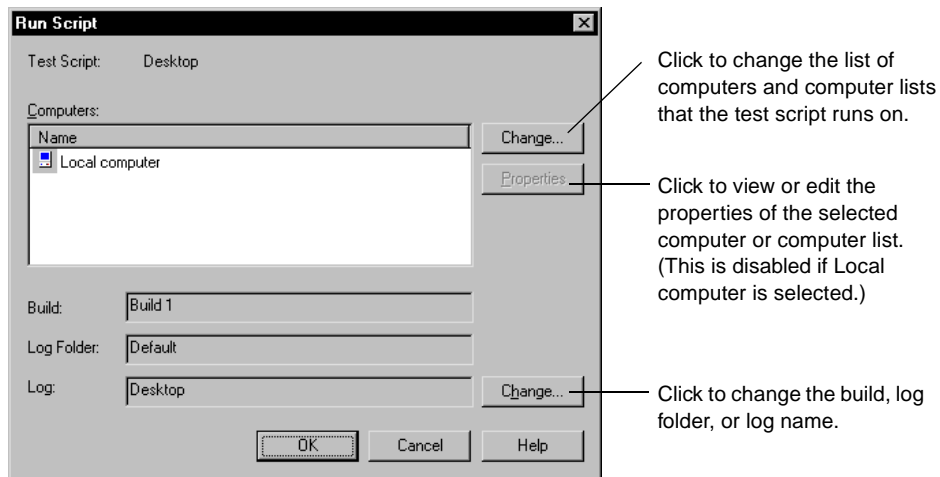 Run Script
Test Script: Desktop
Computers:
Name
Local computer
Change...
Properties
Build: Build 1
Log Folder: Default
Log: Desktop
Change...
OK Cancel Help
Click to change the list of
computers and computer lists
that the test script runs on.
Click to view or edit the
properties of the selected
computer or computer list.
(This is disabled if Local
computer is selected.)
Click to change the build, log
folder, or log name.